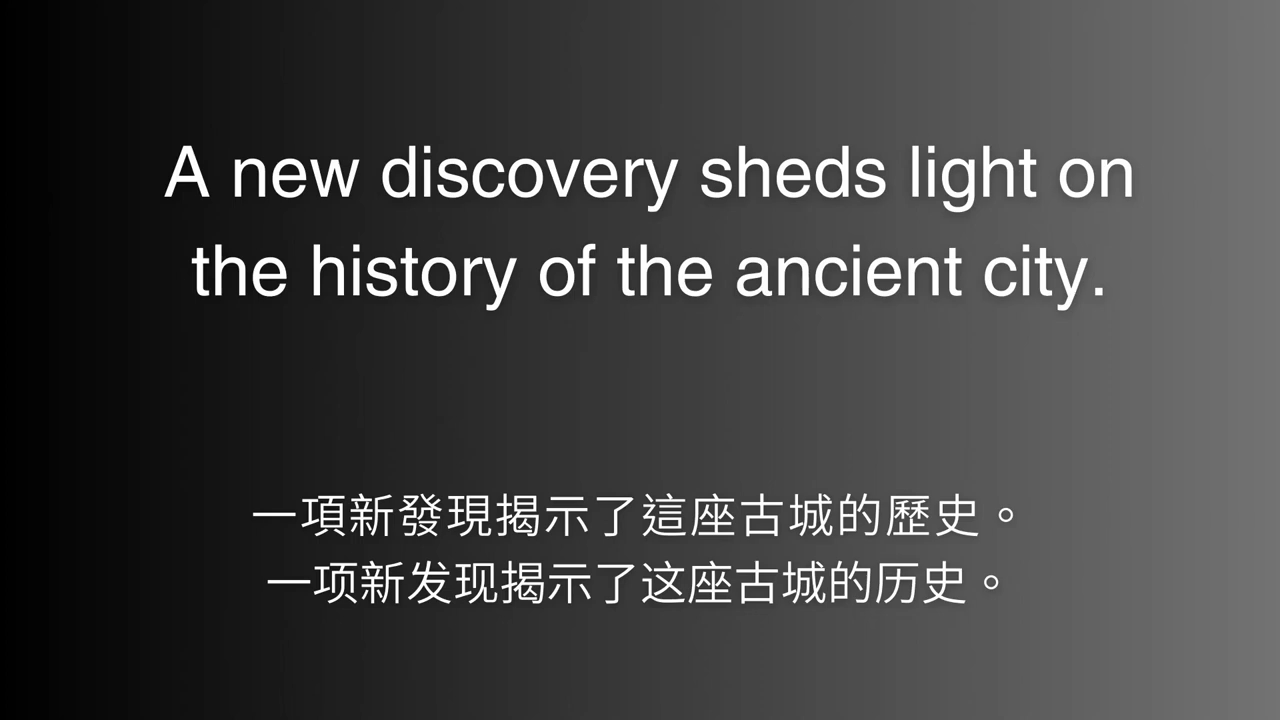 A new discovery sheds light on
the history of the ancient city.
一項新發現揭示了這座古城的歷史。
一项新发现揭示了这座古城的历史。